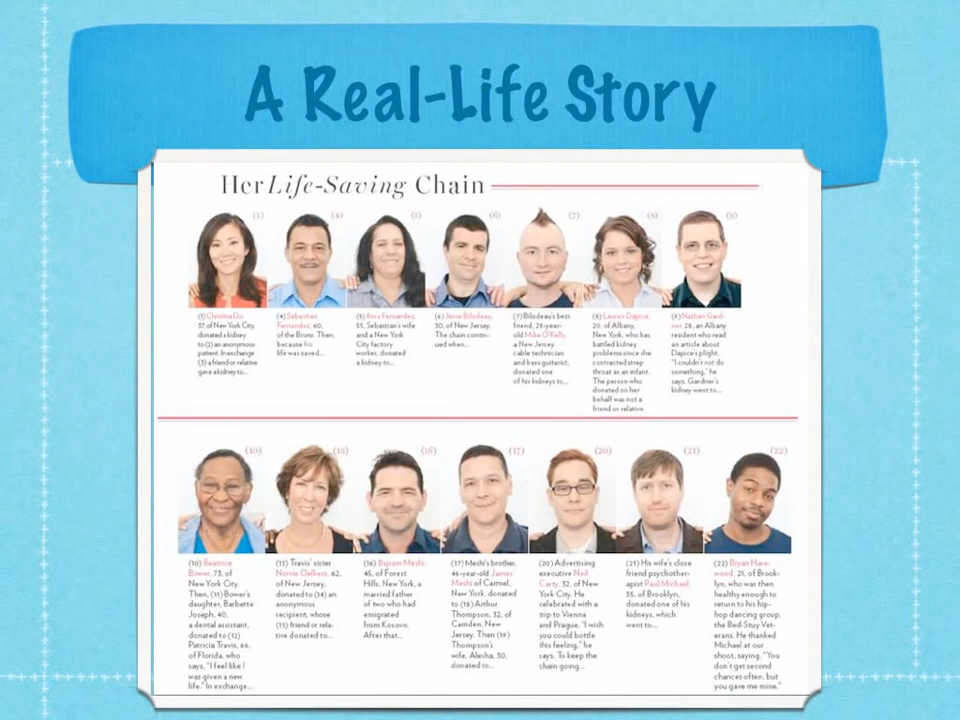 A Real-Life Story
Her Life-Saving Chain
(1)
(4)
(5)
(6)
(7)
(8)
(9)
(1) Christina Do,
37, of New York City,
donated a kidney
to (2) an anonymous
patient. In exchange
(3) a friend or relative
gave a kidney to...
(4) Sebastian
Fernandez, 60,
of the Bronx. Then,
because his
life was saved...
(5) Rosa Fernandez,
55, Sebastian's wife
and a New York
City factory
worker, donated
a kidney to...
(6) Jesse Bilodeau,
30, of New Jersey.
The chain contin-
ued when...
(7) Bilodeau's best
friend, 28-year-
old Mike O'Kelly,
a New Jersey
cable technician
and bass guitarist,
donated one
of his kidneys to...
(8) Lauren Dapice,
20, of Albany,
New York, who has
battled kidney
problems since she
contracted strep
throat as an infant.
The person who
donated on her
behalf was not a
friend or relative.
(9) Nathan Gard-
ner, 28, an Albany
resident who read
an article about
Dapice's plight.
"I couldn't not do
something," he
says. Gardner's
kidney went to...
(10)
(13)
(16)
(17)
(20)
(21)
(22)
(10) Beatrice
Bower, 73, of
New York City.
Then, (11) Bower's
daughter, Barbette
Joseph, 40,
a dental assistant,
donated to (12)
Patricia Travis, 66,
of Florida, who
says, "I feel like I
was given a new
life." In exchange...
(13) Travis' sister
Norrie Oelkers, 62,
of New Jersey,
donated to (14) an
anonymous
recipient, whose
(15) friend or rela-
tive donated to...
(16) Bajram Meshi,
45, of Forest
Hills, New York, a
married father
of two who had
emigrated
from Kosovo.
After that...
(17) Meshi's brother,
46-year-old James
Meshi of Carmel,
New York, donated
to (18) Arthur
Thompson, 32, of
Camden, New
Jersey. Then (19)
Thompson's
wife, Alesha, 30,
donated to...
(20) Advertising
executive Neil
Carty, 32, of New
York City. He
celebrated with a
trip to Vienna
and Prague. "I wish
you could bottle
this feeling," he
says. To keep the
chain going...
(21) His wife's close
friend psychother-
apist Paul Michael,
35, of Brooklyn,
donated one of his
kidneys, which
went to...
(22) Bryan Hare-
wood, 21, of Brook-
lyn, who was then
healthy enough to
return to his hip-
hop dancing group,
the Bed-Stuy Vet-
erans. He thanked
Michael at our
shoot, saying, "You
don't get second
chances often, but
you gave me mine."